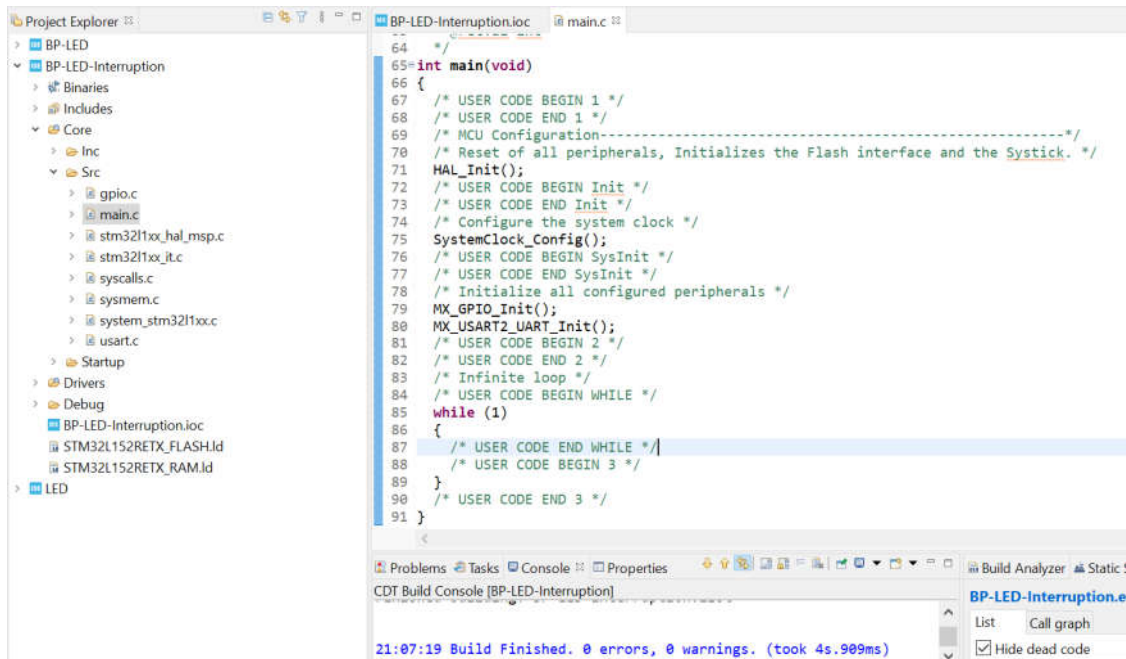 Project Explorer
BP-LED
BP-LED-Interruption
Binaries
Includes
Core
Inc
Src
gpio.c
main.c
stm32l1xx_hal_msp.c
stm32l1xx_it.c
syscalls.c
sysmem.c
system_stm32l1xx.c
usart.c
Startup
Drivers
Debug
BP-LED-Interruption.ioc
STM32L152RETX_FLASH.ld
STM32L152RETX_RAM.ld
LED
BP-LED-Interruption.ioc main.c
64 */
65 int main(void)
66 {
67 /* USER CODE BEGIN 1 */
68 /* USER CODE END 1 */
69 /* MCU Configuration--------------------------------------------------------*/
70 /* Reset of all peripherals, Initializes the Flash interface and the Systick. */
71 HAL_Init();
72 /* USER CODE BEGIN Init */
73 /* USER CODE END Init */
74 /* Configure the system clock */
75 SystemClock_Config();
76 /* USER CODE BEGIN SysInit */
77 /* USER CODE END SysInit */
78 /* Initialize all configured peripherals */
79 MX_GPIO_Init();
80 MX_USART2_UART_Init();
81 /* USER CODE BEGIN 2 */
82 /* USER CODE END 2 */
83 /* Infinite loop */
84 /* USER CODE BEGIN WHILE */
85 while (1)
86 {
87 /* USER CODE END WHILE */
88 /* USER CODE BEGIN 3 */
89 }
90 /* USER CODE END 3 */
91 }
Problems Tasks Console Properties
CDT Build Console [BP-LED-Interruption]
21:07:19 Build Finished. 0 errors, 0 warnings. (took 4s.909ms)
Build Analyzer Static S
BP-LED-Interruption.e
List Call graph
Hide dead code